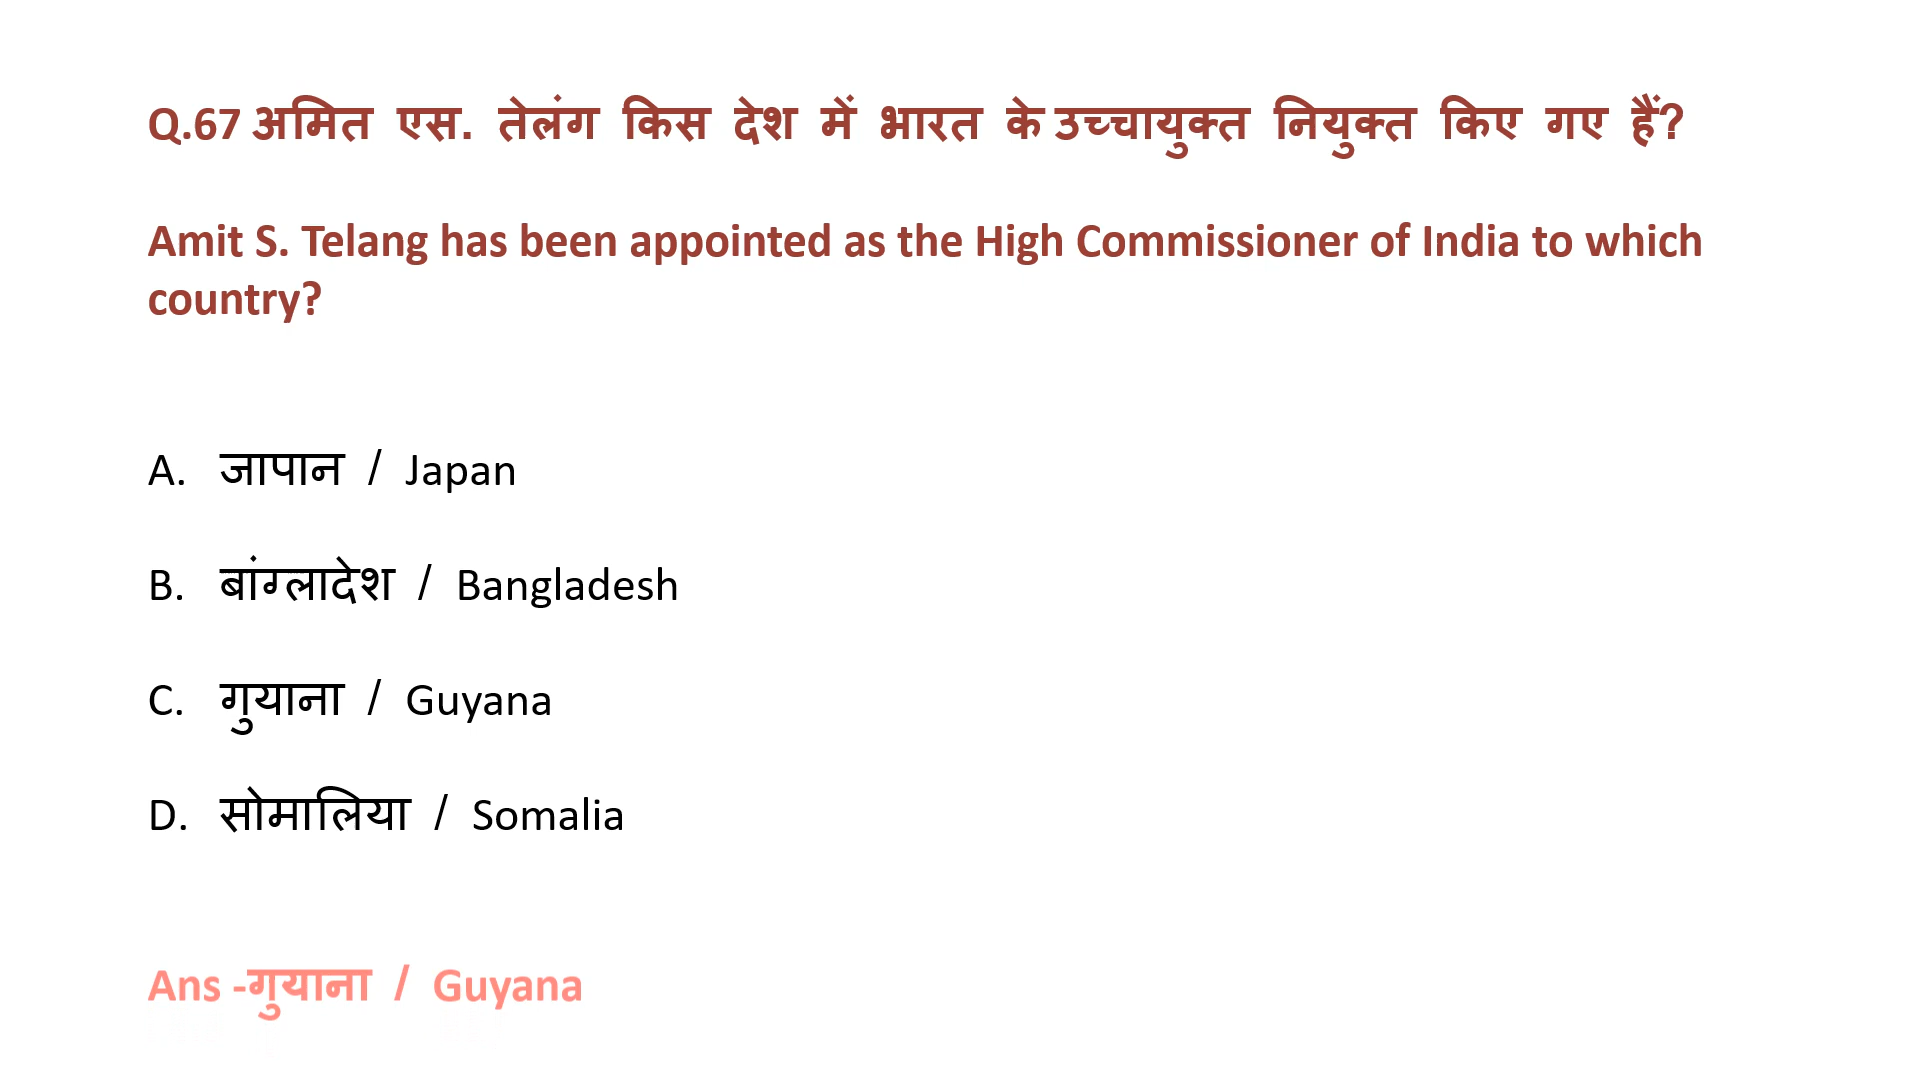 Q.67 अमित एस. तेलंग किस देश में भारत के उच्चायुक्त नियुक्त किए गए हैं?
Amit S. Telang has been appointed as the High Commissioner of India to which
country?
A. जापान / Japan
B. बांग्लादेश / Bangladesh
C. गुयाना / Guyana
D. सोमालिया / Somalia
Ans -गुयाना / Guyana